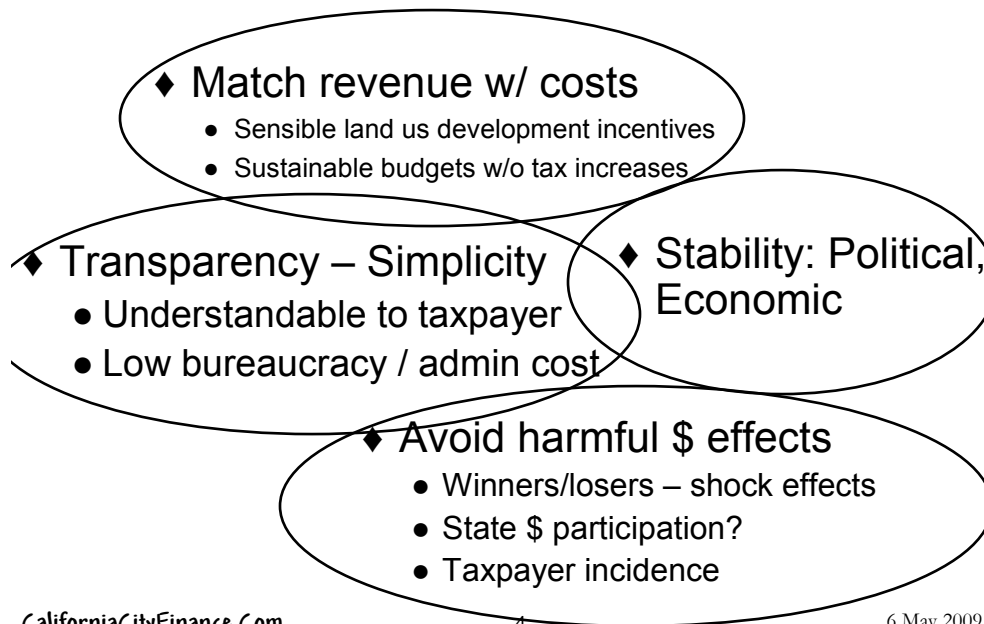 ♦ Match revenue w/ costs
● Sensible land us development incentives
● Sustainable budgets w/o tax increases
♦ Transparency – Simplicity
● Understandable to taxpayer
● Low bureaucracy / admin cost
♦ Stability: Political,
Economic
♦ Avoid harmful $ effects
● Winners/losers – shock effects
● State $ participation?
● Taxpayer incidence
CaliforniaCityFinance.Com
4
6 May 2009